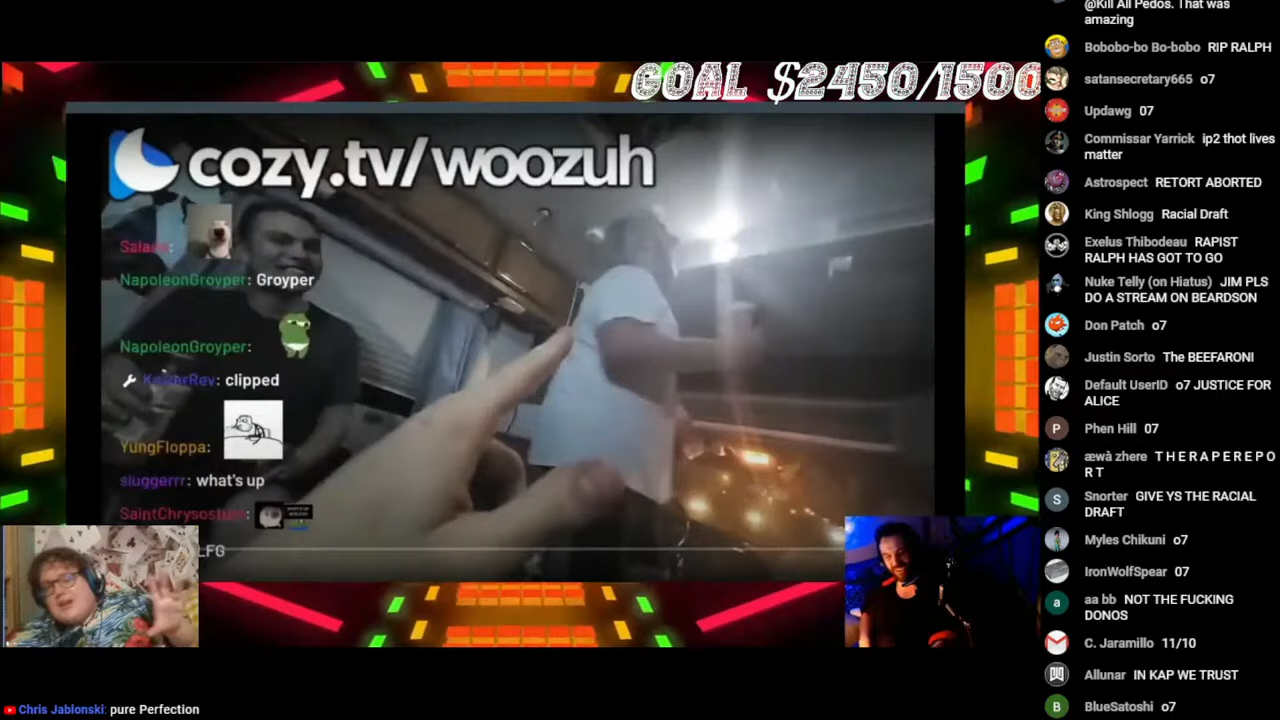 @Kill All Pedos. That was
amazing
Bobobo-bo Bo-bobo RIP RALPH
satansecretary665 o7
Updawg 07
Commissar Yarrick ip2 thot lives
matter
Astrospect RETORT ABORTED
King Shlogg Racial Draft
Exelus Thibodeau RAPIST
RALPH HAS GOT TO GO
Nuke Telly (on Hiatus) JIM PLS
DO A STREAM ON BEARDSON
Don Patch o7
Justin Sorto The BEEFARONI
Default UserID o7 JUSTICE FOR
ALICE
Phen Hill 07
æwà zhere T H E R A P E R E P O
R T
Snorter GIVE YS THE RACIAL
DRAFT
Myles Chikuni o7
IronWolfSpear 07
aa bb NOT THE FUCKING
DONOS
C. Jaramillo 11/10
Allunar IN KAP WE TRUST
BlueSatoshi o7
GOAL $2450/1500
cozy.tv/woozuh
NapoleonGroyper: Groyper
NapoleonGroyper:
clipped
YungFloppa:
sluggerrr: what's up
SaintChrysostum:
LFG
Chris Jablonski: pure Perfection